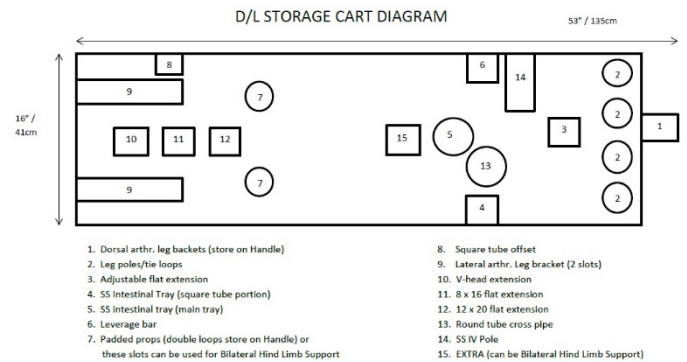 D/L STORAGE CART DIAGRAM
53” / 135cm
16” /
41cm
8
9
7
6
14
2
2
1
10
11
12
15
5
3
13
2
9
7
4
2
1. Dorsal arthr. leg backets (store on Handle)
2. Leg poles/tie loops
3. Adjustable flat extension
4. SS Intestinal Tray (square tube portion)
5. SS intestinal tray (main tray)
6. Leverage bar
7. Padded props (double loops store on Handle) or
these slots can be used for Bilateral Hind Limb Support
8. Square tube offset
9. Lateral arthr. Leg bracket (2 slots)
10. V-head extension
11. 8 x 16 flat extension
12. 12 x 20 flat extension
13. Round tube cross pipe
14. SS IV Pole
15. EXTRA (can be Bilateral Hind Limb Support)